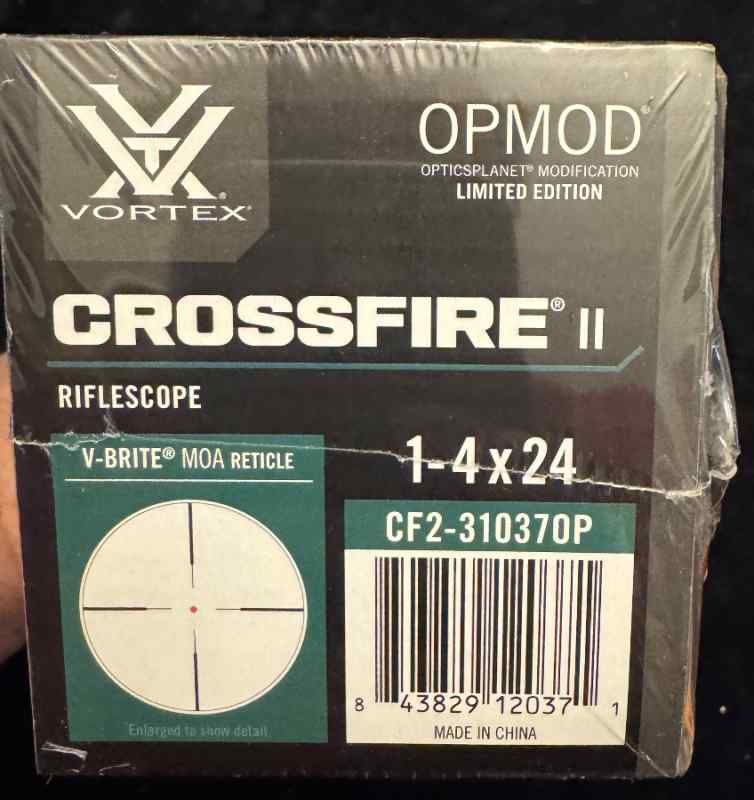 VORTEX®
OPMOD®
OPTICSPLANET® MODIFICATION
LIMITED EDITION
CROSSFIRE® II
RIFLESCOPE
V-BRITE® MOA RETICLE
Enlarged to show detail
1-4x24
CF2-31037OP
8 43829 12037 1
MADE IN CHINA